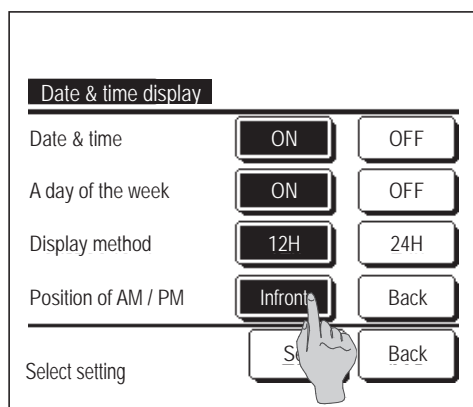 Date & time display
Date & time ON OFF
A day of the week ON OFF
Display method 12H 24H
Position of AM / PM Infront Back
Select setting Back